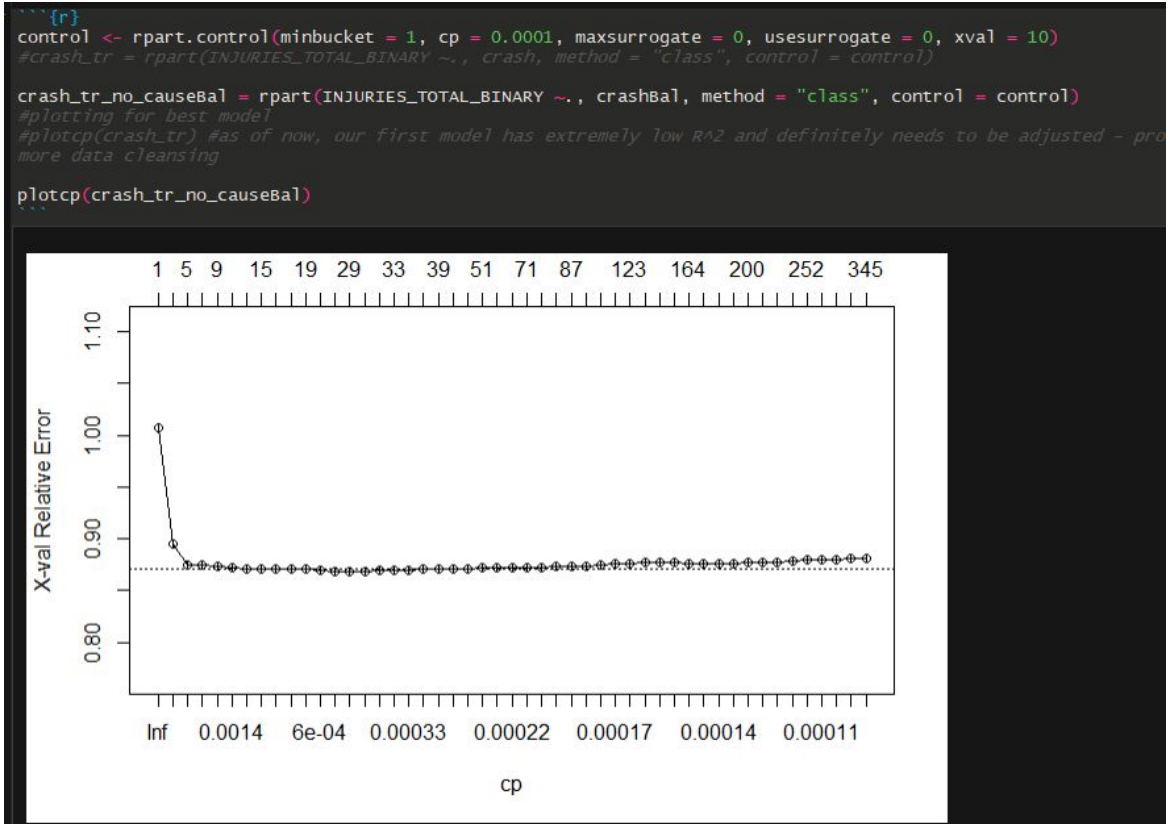 ```{r}
control <- rpart.control(minbucket = 1, cp = 0.0001, maxsurrogate = 0, usesurrogate = 0, xval = 10)
#crash_tr = rpart(INJURIES_TOTAL_BINARY ~., crash, method = "class", control = control)
crash_tr_no_causeBal = rpart(INJURIES_TOTAL_BINARY ~., crashBal, method = "class", control = control)
#plotting for best model
#plotcp(crash_tr) #as of now, our first model has extremely low R^2 and definitely needs to be adjusted - pro
more data cleansing
plotcp(crash_tr_no_causeBal)
```
1 5 9 15 19 29 33 39 51 71 87 123 164 200 252 345
1.10
1.00
0.90
0.80
X-val Relative Error
Inf 0.0014 6e-04 0.00033 0.00022 0.00017 0.00014 0.00011
cp